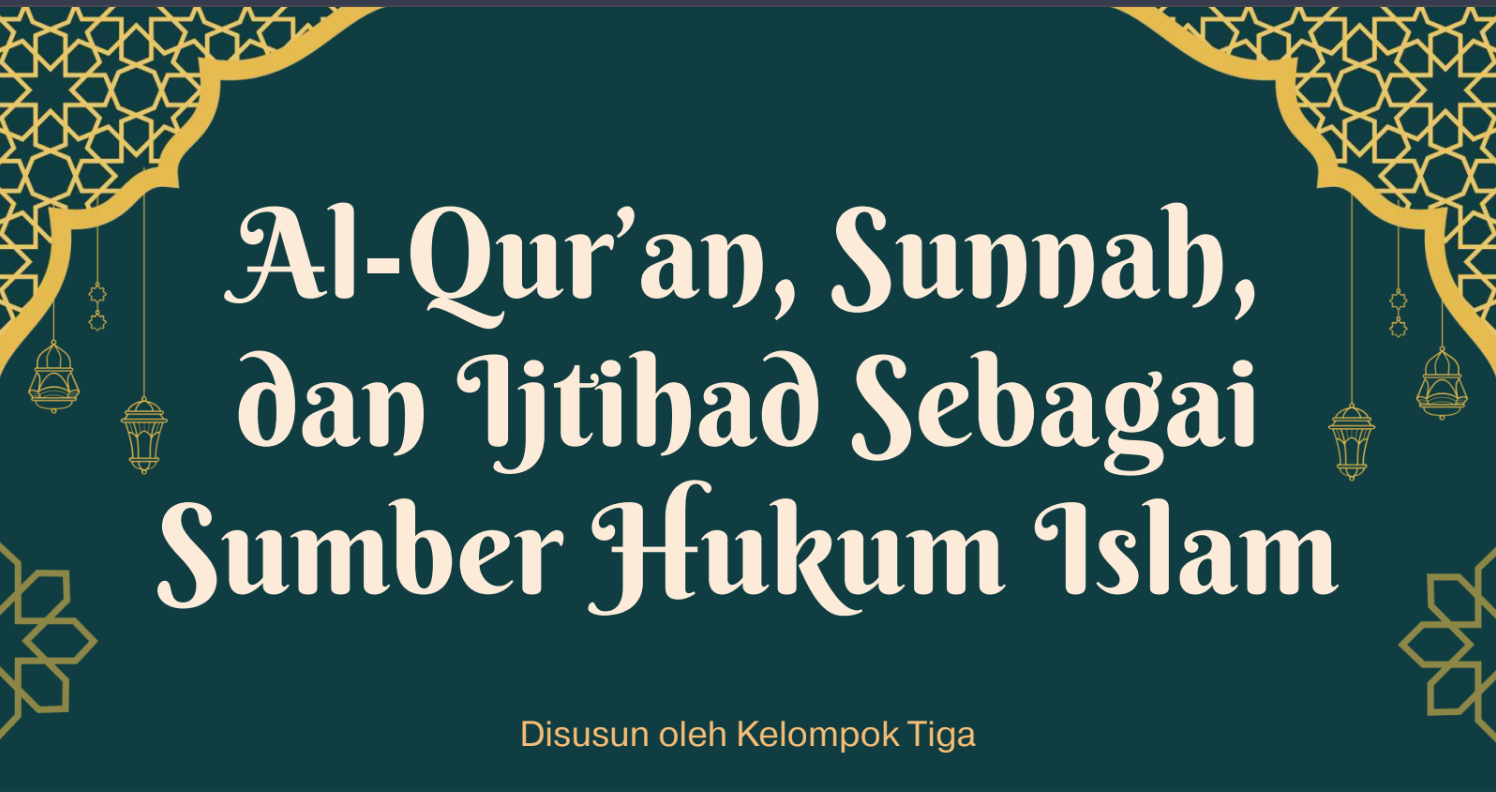 Al-Qur’an, Sunnah,
dan Ijtihad Sebagai
Sumber Hukum Islam
Disusun oleh Kelompok Tiga